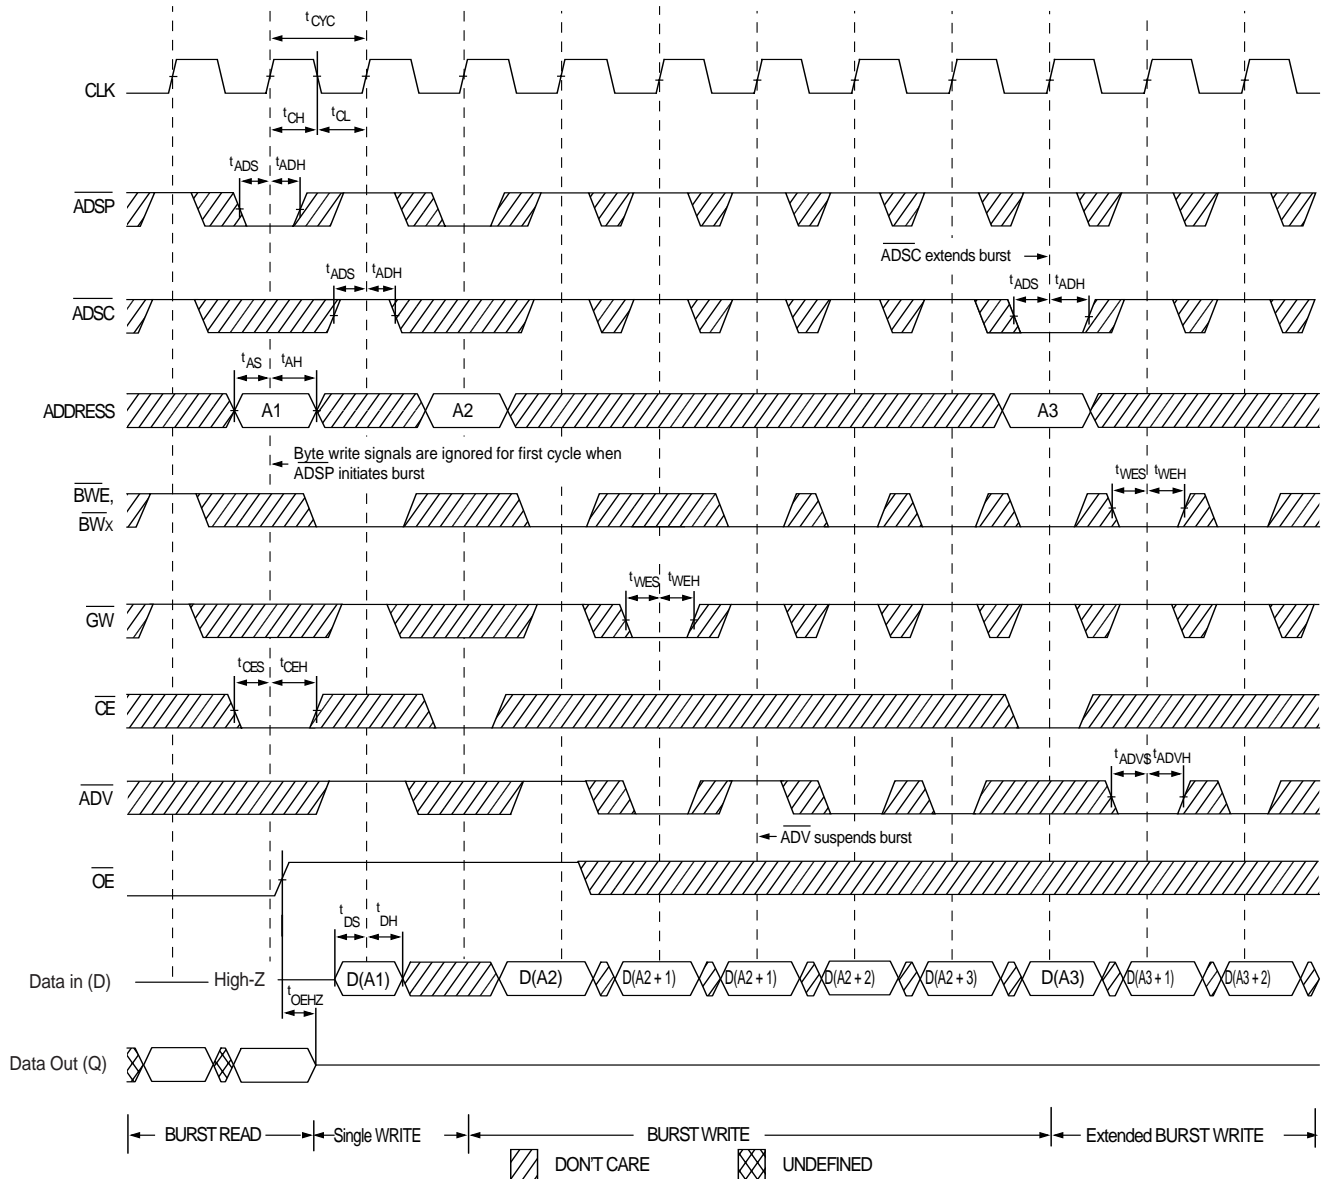 tCYC
CLK
tCH tCL
tADS tADH
ADSP
ADSC extends burst
tADS tADH
tADS tADH
ADSC
tAS tAH
ADDRESS A1 A2 A3
Byte write signals are ignored for first cycle when
ADSP initiates burst
tWES tWEH
BWE,
BWX
tWES tWEH
GW
tCES tCEH
CE
tADVS tADVH
ADV
ADV suspends burst
OE
tDS tDH
Data in (D) High-Z D(A1) D(A2) D(A2 + 1) D(A2 + 1) D(A2 + 2) D(A2 + 3) D(A3) D(A3 + 1) D(A3 + 2)
tOEHZ
Data Out (Q)
BURST READ Single WRITE BURST WRITE Extended BURST WRITE
DON'T CARE UNDEFINED